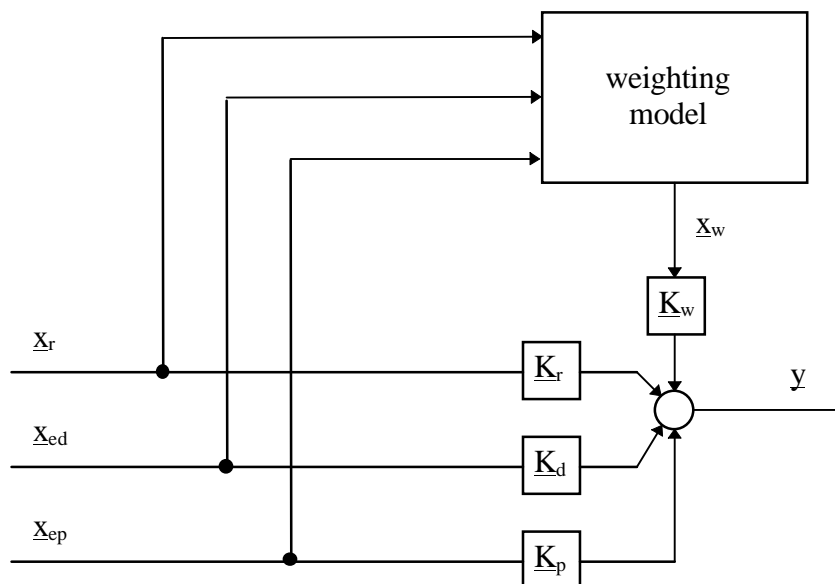 weighting
model
x_w
K_w
x_r
K_r
y
x_ed
K_d
x_ep
K_p